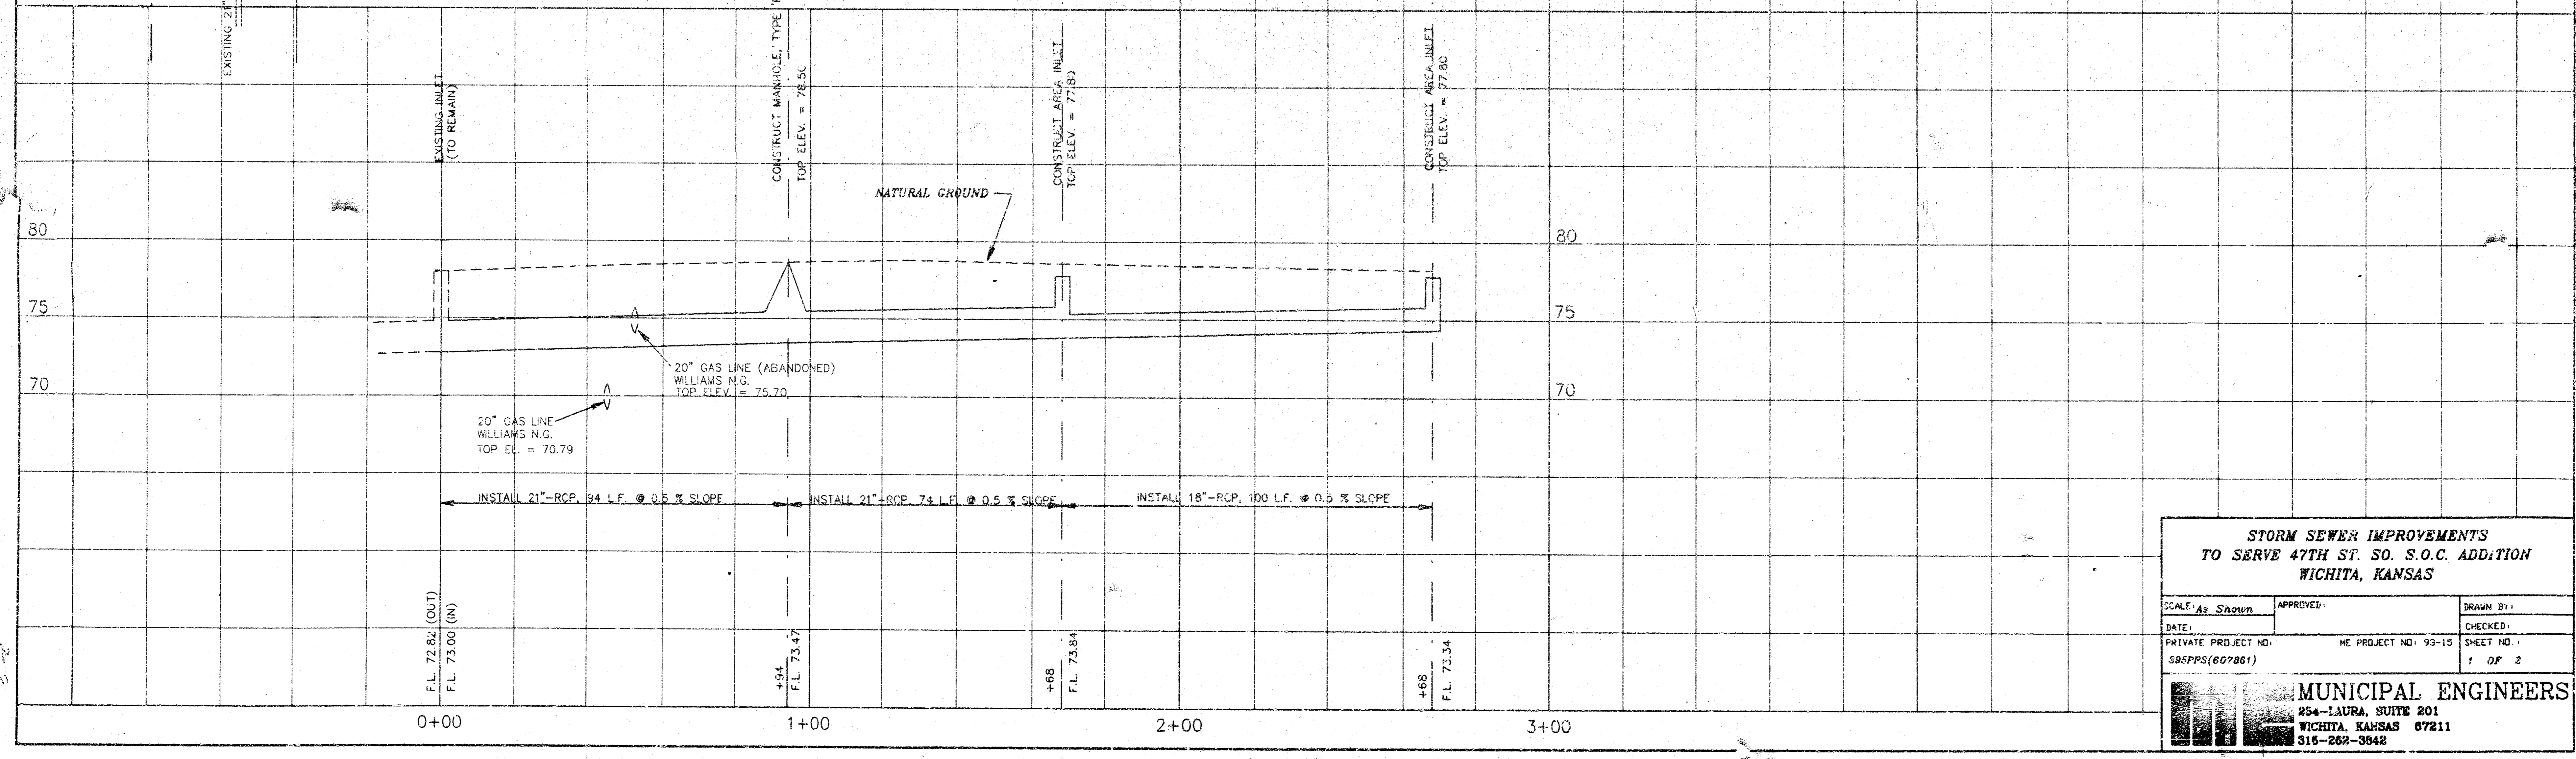 EXISTING 21"
EXISTING INLET
(TO REMAIN)
CONSTRUCT MANHOLE, TYPE
TOP ELEV. = 78.50
CONSTRUCT AREA INLET
TOP ELEV. = 77.80
CONSTRUCT AREA INLET
TOP ELEV. = 77.80
NATURAL GROUND
80
80
75
75
20" GAS LINE (ABANDONED)
WILLIAMS N.G.
TOP ELEV. = 75.70
70
70
20" GAS LINE
WILLIAMS N.G.
TOP EL. = 70.79
INSTALL 21"-RCP, 94 L.F. @ 0.5 % SLOPE
INSTALL 21"-RCP, 74 L.F. @ 0.5 % SLOPE
INSTALL 18"-RCP, 100 L.F. @ 0.5 % SLOPE
F.L. 72.82 (OUT)
F.L. 73.00 (IN)
+94
F.L. 73.47
+68
F.L. 73.84
+68
F.L. 73.34
0+00
1+00
2+00
3+00
STORM SEWER IMPROVEMENTS
TO SERVE 47TH ST. SO. S.O.C. ADDITION
WICHITA, KANSAS
SCALE: As Shown
APPROVED:
DRAWN BY:
DATE:
CHECKED:
PRIVATE PROJECT NO:
S95PPS(607861)
ME PROJECT NO: 93-15
SHEET NO.:
1 OF 2
MUNICIPAL ENGINEERS
254-LAURA, SUITE 201
WICHITA, KANSAS 67211
316-262-3842